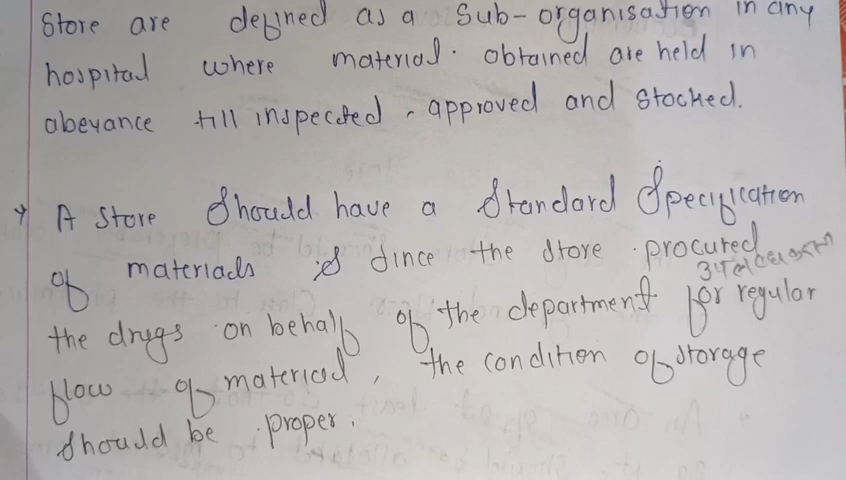 Store are defined as a Sub-organisation in any
hospital where material. obtained are held in
abeyance till inspected, approved and stocked.
→ A Store Should have a Standard Specification
of materials since the store procured
उपलब्ध करना
the drugs on behalf of the department for regular
flow of material, the condition of storage
should be proper.